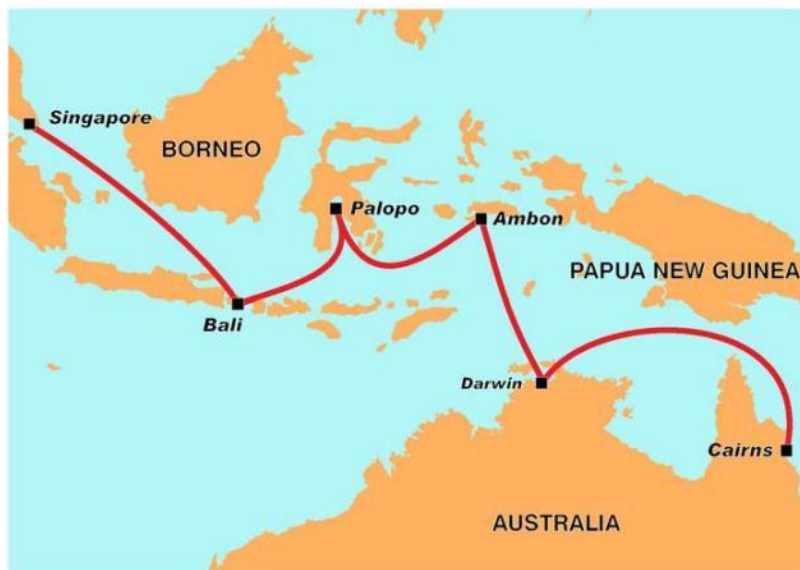 Singapore
BORNEO
Palopo
Ambon
PAPUA NEW GUINEA
Bali
Darwin
Cairns
AUSTRALIA